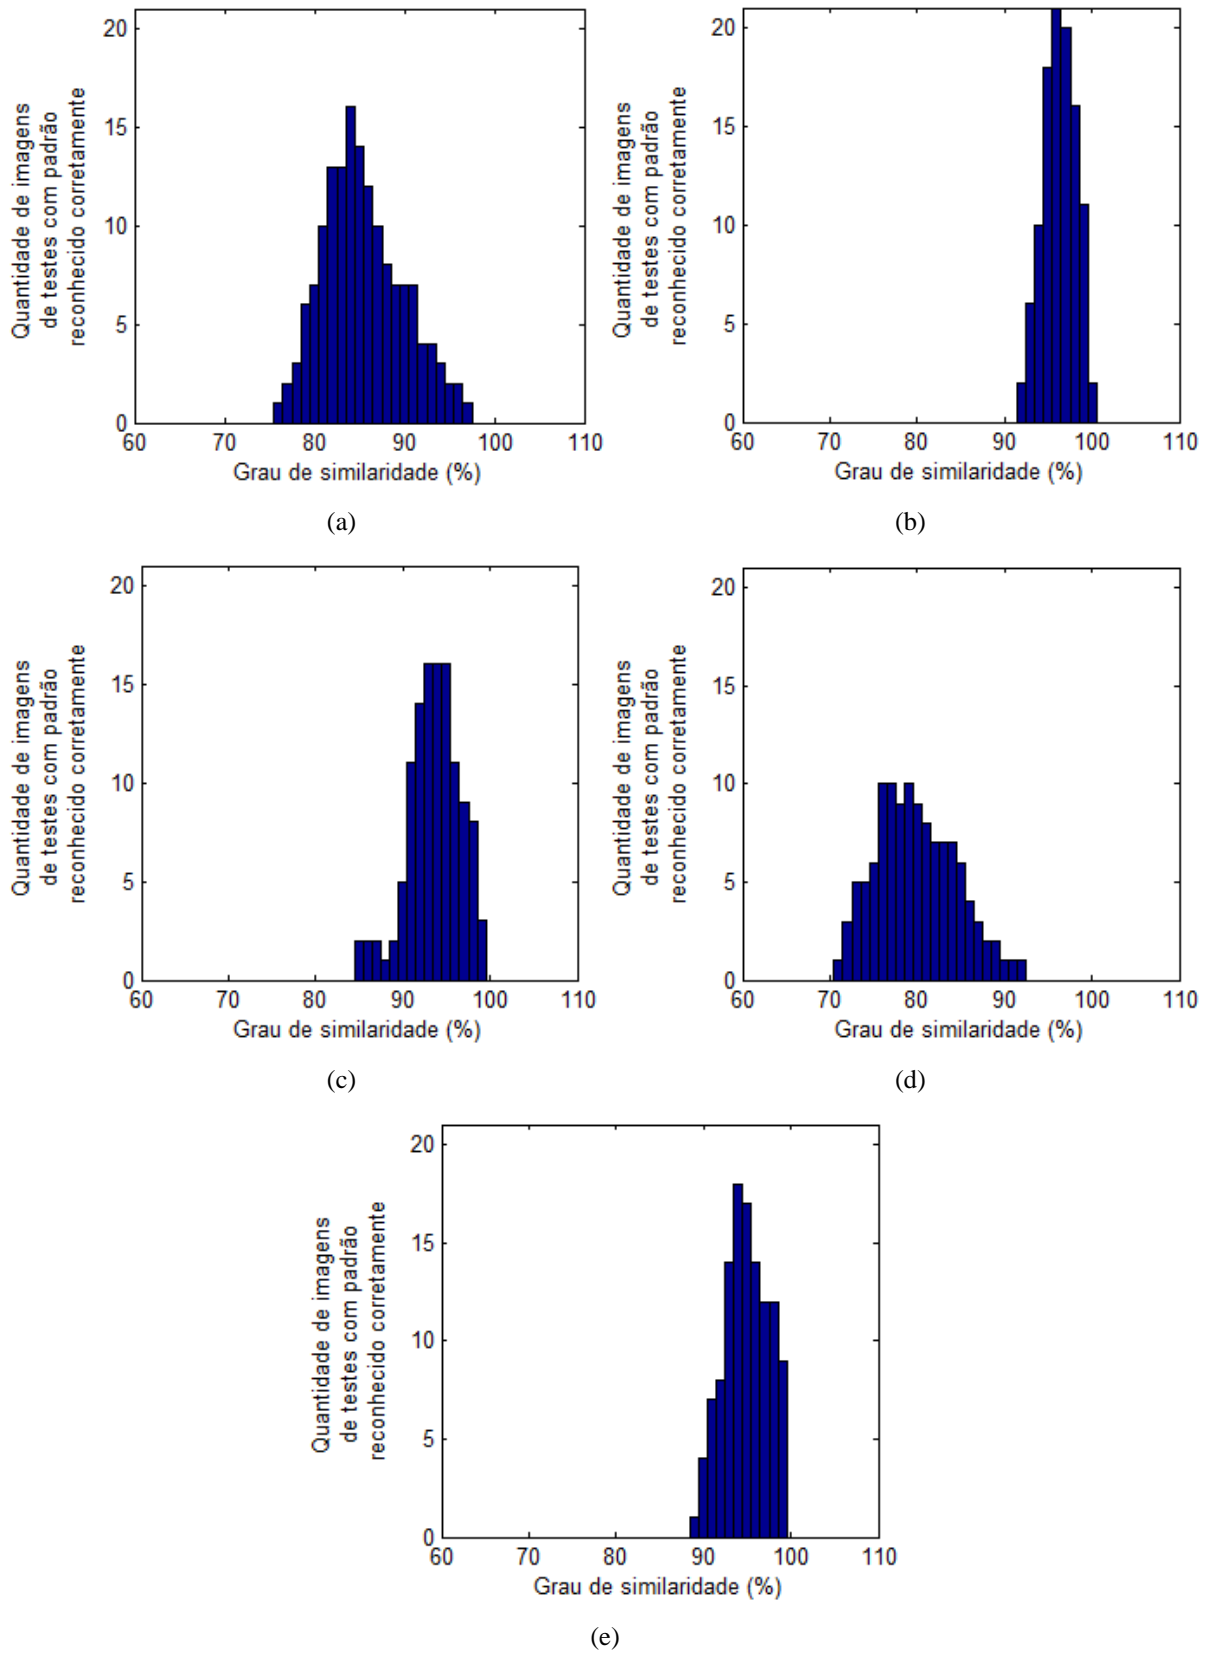 20
15
10
5
0
60 70 80 90 100 110
Quantidade de imagens
de testes com padrão
reconhecido corretamente
Grau de similaridade (%)
(a)
20
15
10
5
0
60 70 80 90 100 110
Quantidade de imagens
de testes com padrão
reconhecido corretamente
Grau de similaridade (%)
(b)
20
15
10
5
0
60 70 80 90 100 110
Quantidade de imagens
de testes com padrão
reconhecido corretamente
Grau de similaridade (%)
(c)
20
15
10
5
0
60 70 80 90 100 110
Quantidade de imagens
de testes com padrão
reconhecido corretamente
Grau de similaridade (%)
(d)
20
15
10
5
0
60 70 80 90 100 110
Quantidade de imagens
de testes com padrão
reconhecido corretamente
Grau de similaridade (%)
(e)